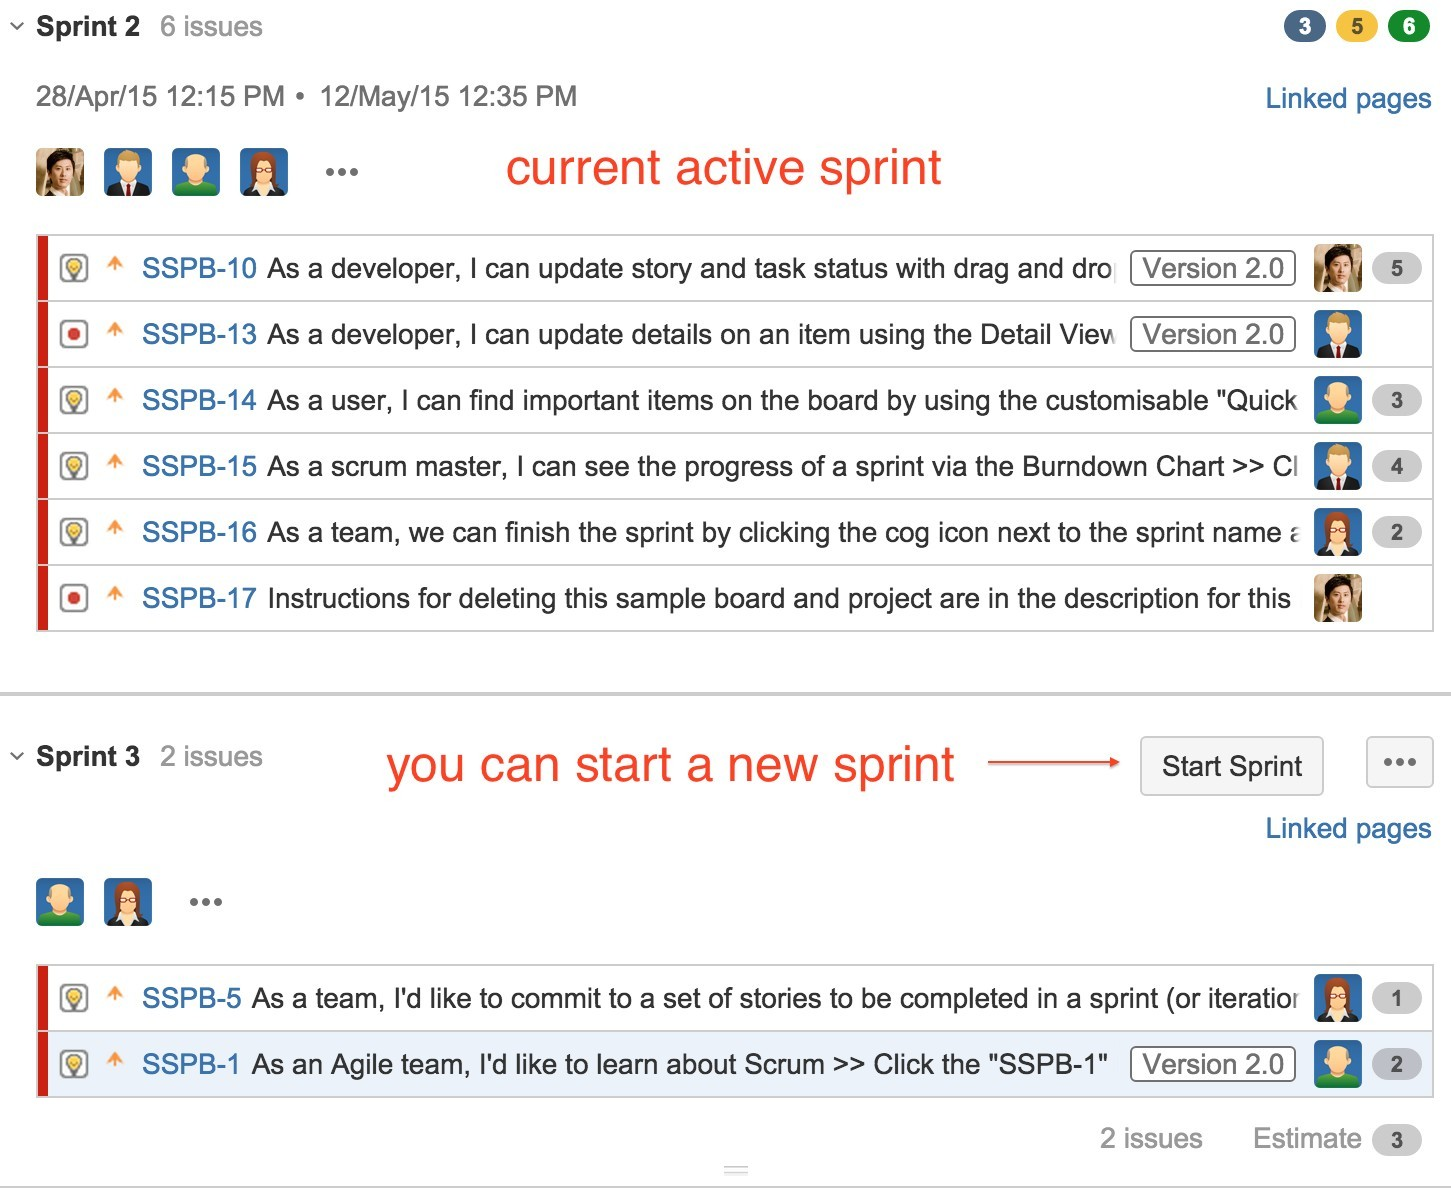 Sprint 2 6 issues 3 5 6
28/Apr/15 12:15 PM • 12/May/15 12:35 PM Linked pages
current active sprint
SSPB-10 As a developer, I can update story and task status with drag and dro Version 2.0 5
SSPB-13 As a developer, I can update details on an item using the Detail View Version 2.0
SSPB-14 As a user, I can find important items on the board by using the customisable "Quick 3
SSPB-15 As a scrum master, I can see the progress of a sprint via the Burndown Chart >> Cl 4
SSPB-16 As a team, we can finish the sprint by clicking the cog icon next to the sprint name a 2
SSPB-17 Instructions for deleting this sample board and project are in the description for this
Sprint 3 2 issues you can start a new sprint Start Sprint
Linked pages
SSPB-5 As a team, I'd like to commit to a set of stories to be completed in a sprint (or iteration 1
SSPB-1 As an Agile team, I'd like to learn about Scrum >> Click the "SSPB-1" Version 2.0 2
2 issues Estimate 3